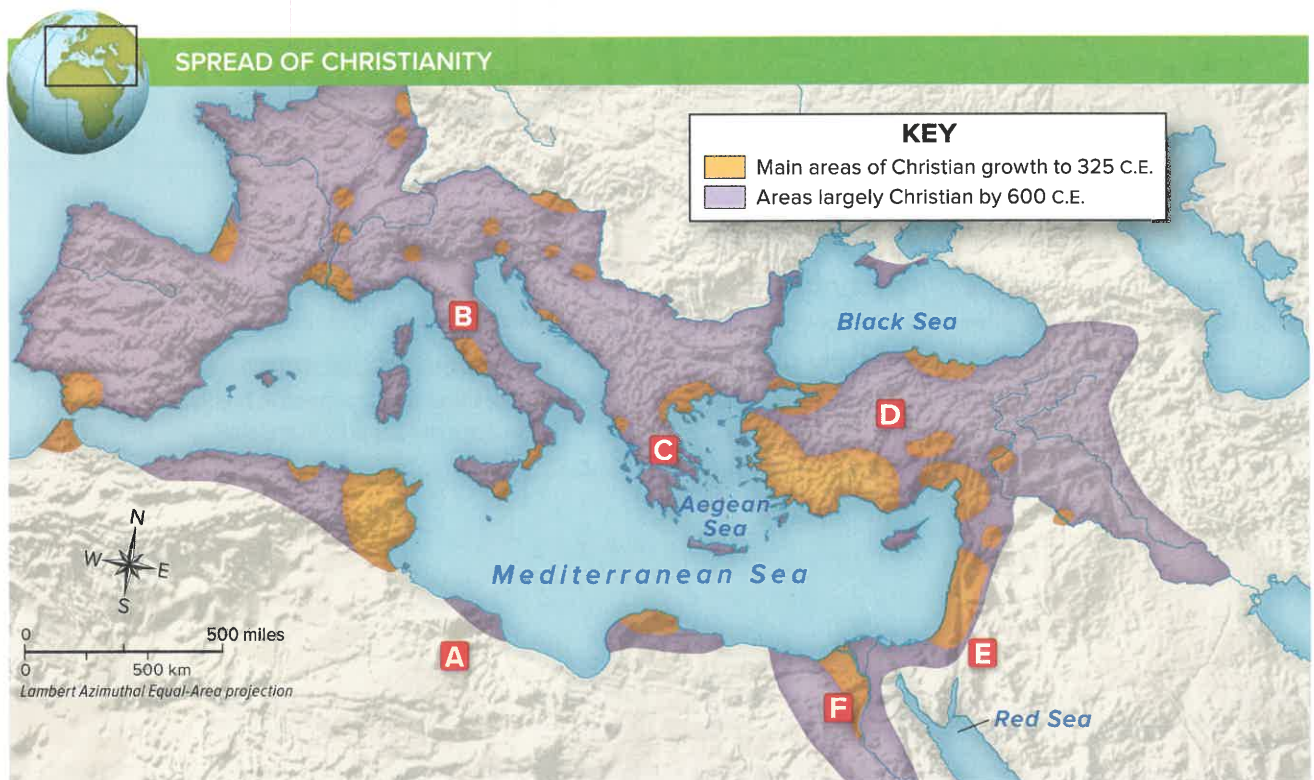 SPREAD OF CHRISTIANITY
KEY
Main areas of Christian growth to 325 C.E.
Areas largely Christian by 600 C.E.
B
Black Sea
D
C
Aegean
Sea
N
W
E
S
Mediterranean Sea
0
500 miles
0
500 km
Lambert Azimuthal Equal-Area projection
A
E
F
Red Sea